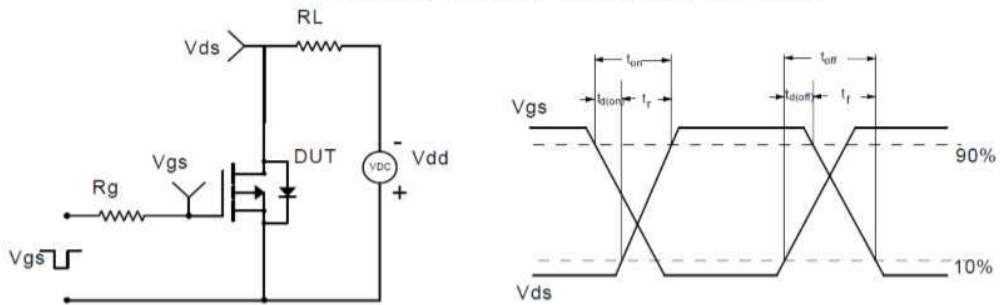 RL
Vds
Vgs
DUT
-
VDC
Vdd
+
Rg
Vgs
ton
toff
td(on)
tr
td(off)
tf
Vgs
90%
10%
Vds